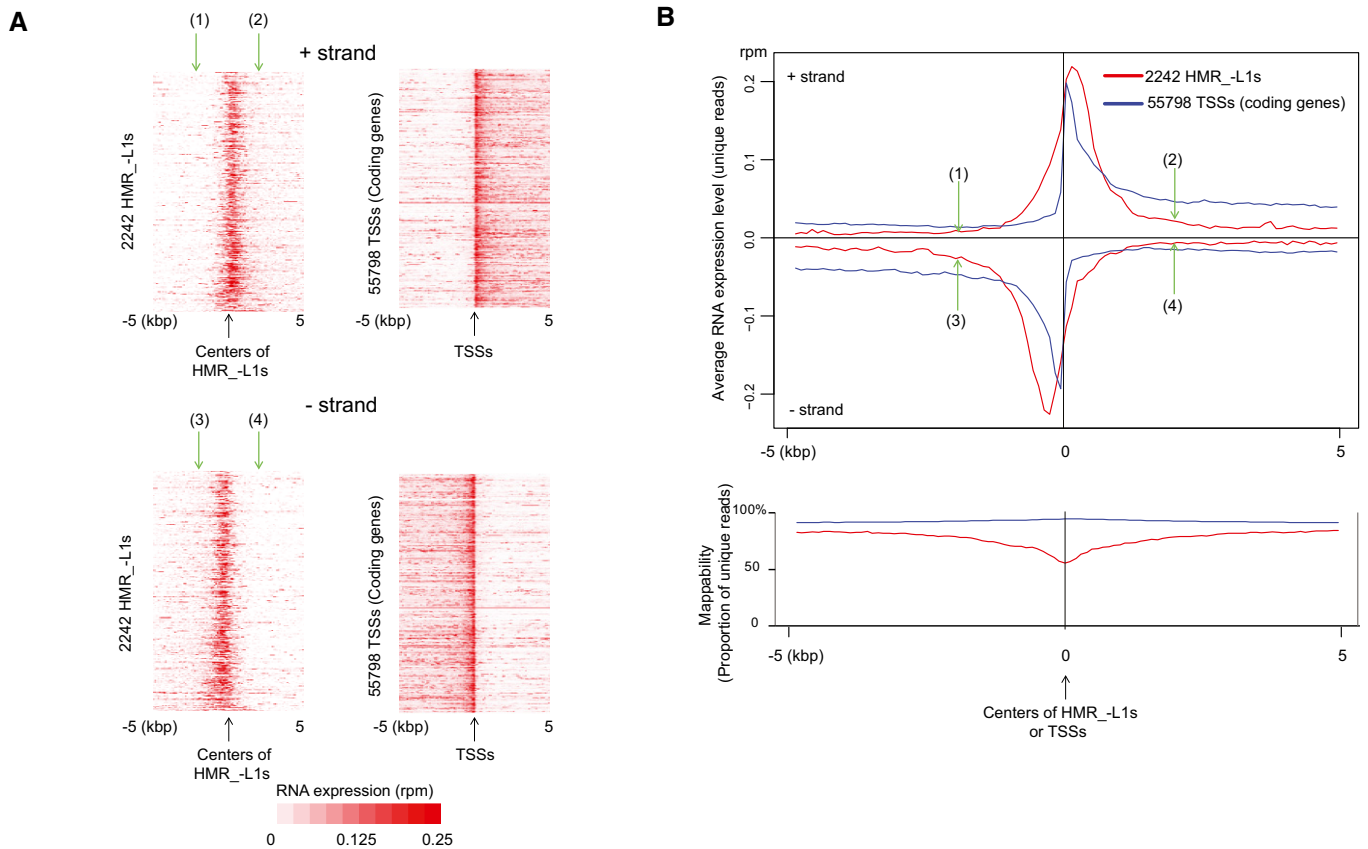 A
(1)
(2)
+ strand
2242 HMR_-L1s
55798 TSSs (Coding genes)
-5 (kbp)
5
-5 (kbp)
5
Centers of
HMR_-L1s
TSSs
- strand
(3)
(4)
2242 HMR_-L1s
55798 TSSs (Coding genes)
-5 (kbp)
5
-5 (kbp)
5
Centers of
HMR_-L1s
TSSs
RNA expression (rpm)
0
0.125
0.25
B
rpm
+ strand
2242 HMR_-L1s
55798 TSSs (coding genes)
Average RNA expression level (unique reads)
0.2
0.1
0.0
-0.1
-0.2
(1)
(2)
(3)
(4)
- strand
-5 (kbp)
0
5
Mappability
(Proportion of unique reads)
100%
50
0
-5 (kbp)
0
5
Centers of HMR_-L1s
or TSSs